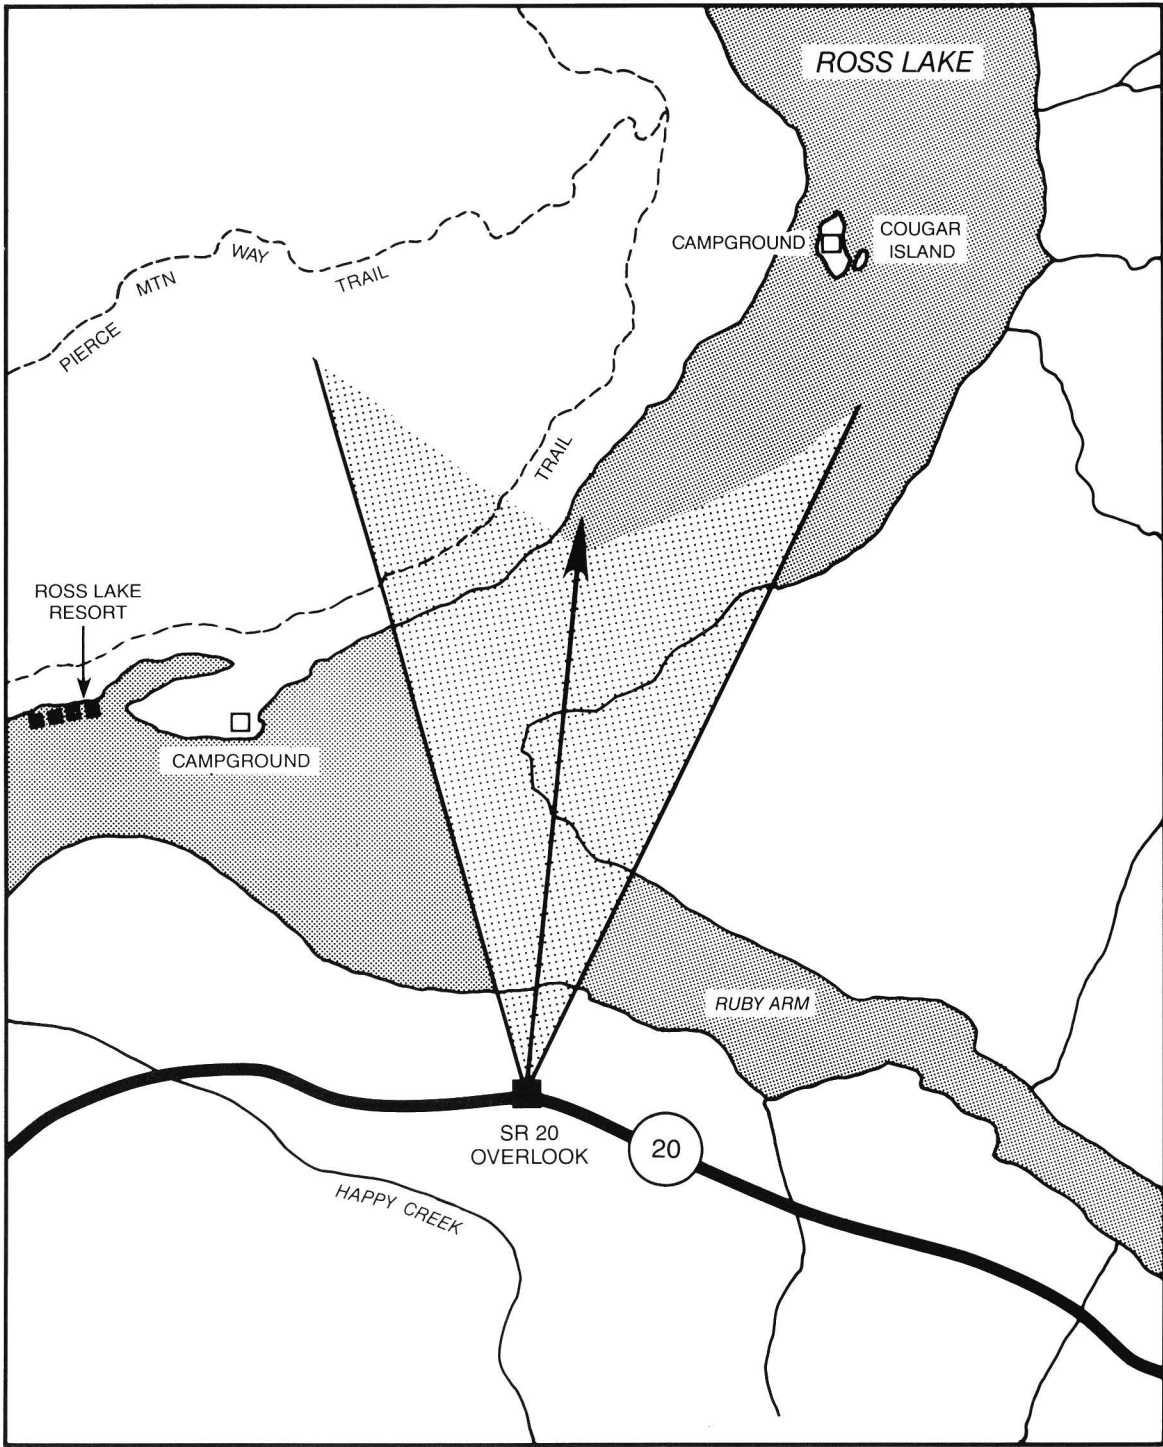 ROSS LAKE
CAMPGROUND
COUGAR
ISLAND
PIERCE MTN WAY TRAIL
TRAIL
ROSS LAKE
RESORT
CAMPGROUND
RUBY ARM
SR 20
OVERLOOK
20
HAPPY CREEK